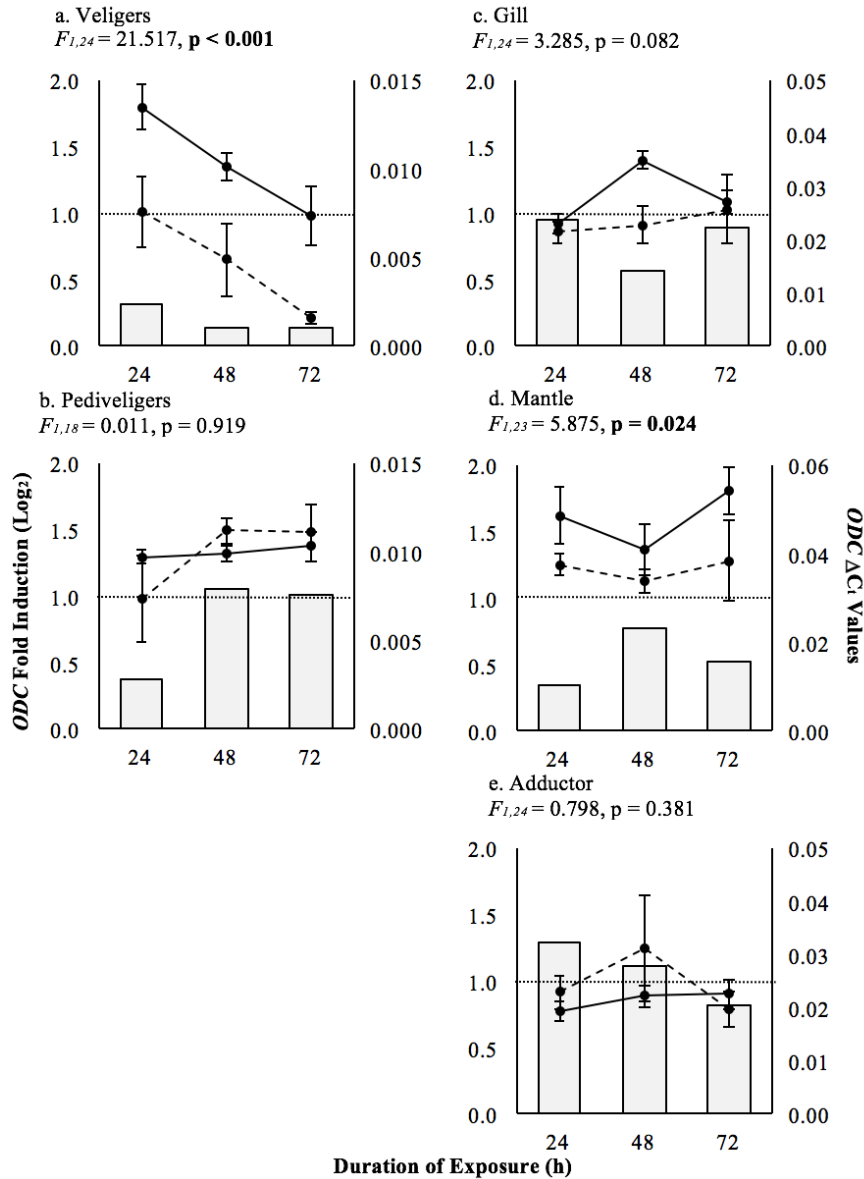 a. Veligers
F1,24 = 21.517, p < 0.001
2.0
1.5
1.0
0.5
0.0
0.015
0.010
0.005
0.000
24 48 72
c. Gill
F1,24 = 3.285, p = 0.082
2.0
1.5
1.0
0.5
0.0
0.05
0.04
0.03
0.02
0.01
0.00
24 48 72
b. Pediveligers
F1,18 = 0.011, p = 0.919
2.0
1.5
1.0
0.5
0.0
0.015
0.010
0.005
0.000
24 48 72
d. Mantle
F1,23 = 5.875, p = 0.024
2.0
1.5
1.0
0.5
0.0
0.06
0.04
0.02
0.00
24 48 72
e. Adductor
F1,24 = 0.798, p = 0.381
2.0
1.5
1.0
0.5
0.0
0.05
0.04
0.03
0.02
0.01
0.00
24 48 72
ODC Fold Induction (Log2)
ODC ΔCt Values
Duration of Exposure (h)